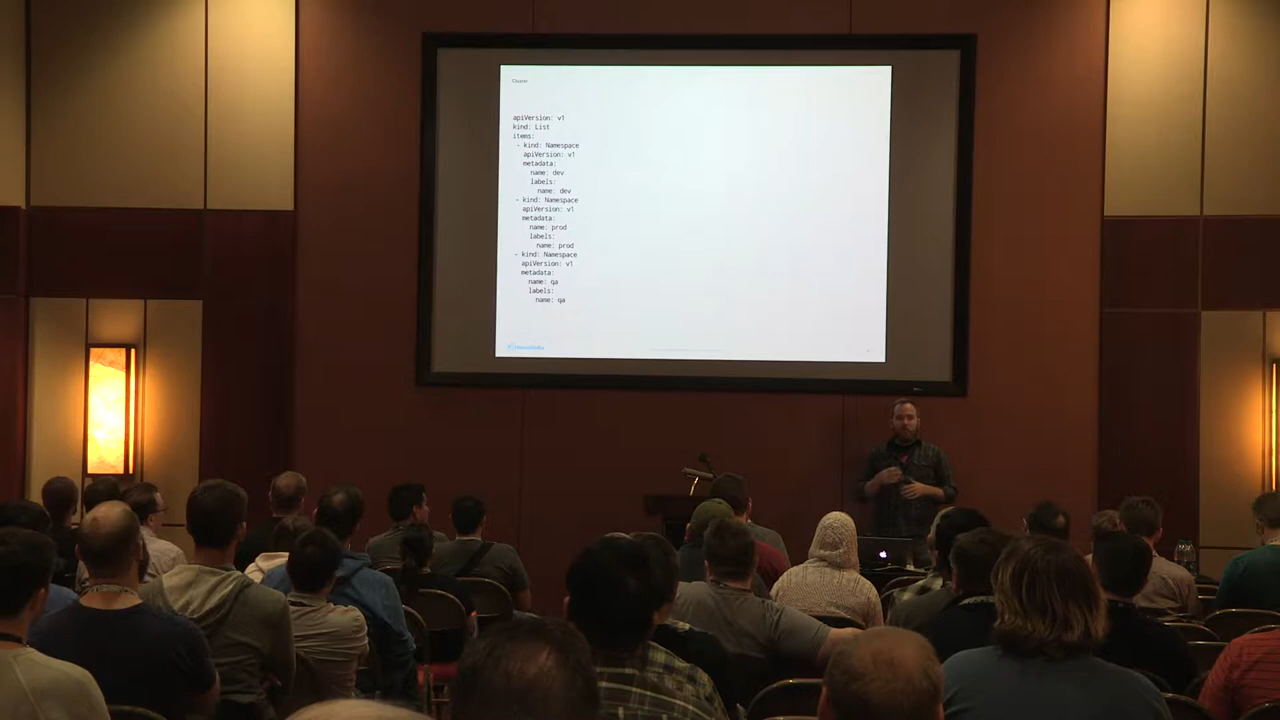 Cluster
apiVersion: v1
kind: List
items:
- kind: Namespace
apiVersion: v1
metadata:
name: dev
labels:
name: dev
- kind: Namespace
apiVersion: v1
metadata:
name: prod
labels:
name: prod
- kind: Namespace
apiVersion: v1
metadata:
name: qa
labels:
name: qa